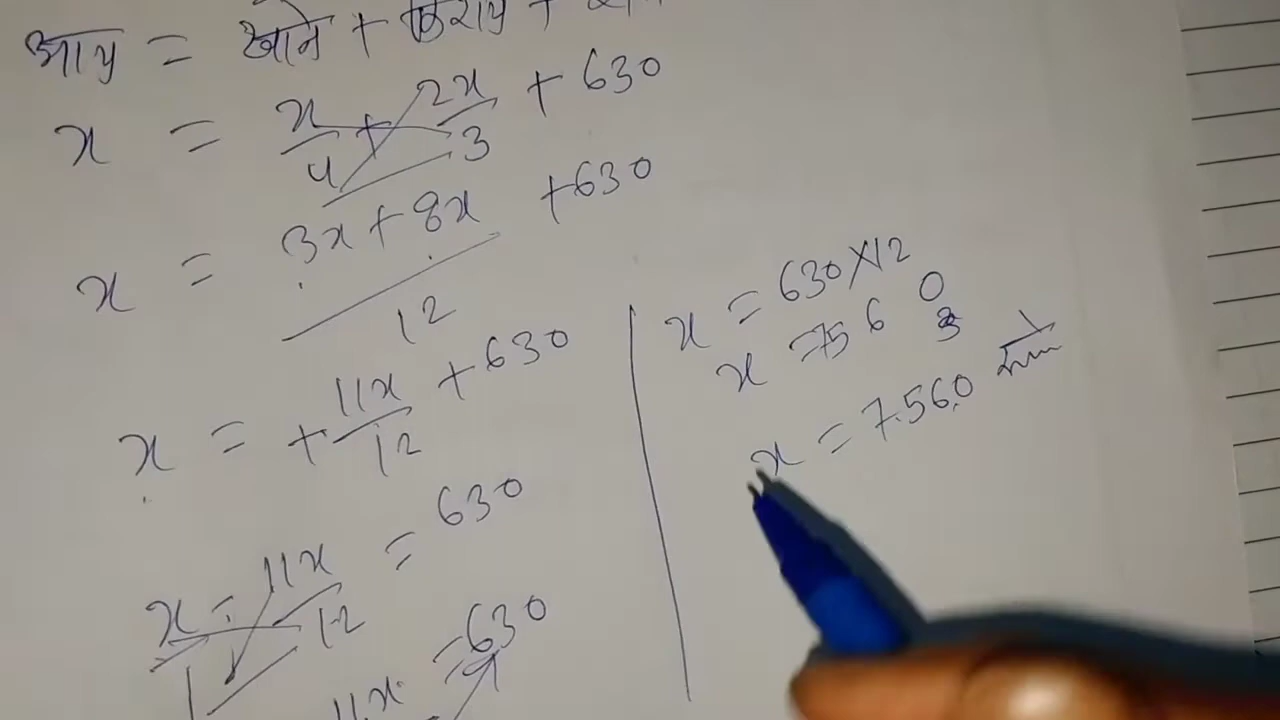 आय = खाने + किराए +
x = x/4 + 2x/3 + 630
x = 3x + 8x / 12 + 630
x = + 11x/12 + 630
x - 11x/12 = 630
11x = 630
x = 630 × 12
x = 7560
x = 7560